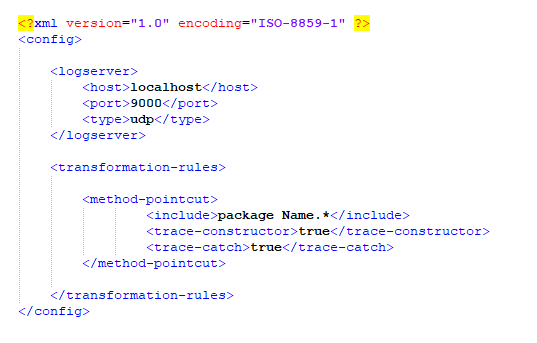 <?xml version="1.0" encoding="ISO-8859-1" ?>
<config>
<logserver>
<host>localhost</host>
<port>9000</port>
<type>udp</type>
</logserver>
<transformation-rules>
<method-pointcut>
<include>package Name.*</include>
<trace-constructor>true</trace-constructor>
<trace-catch>true</trace-catch>
</method-pointcut>
</transformation-rules>
</config>